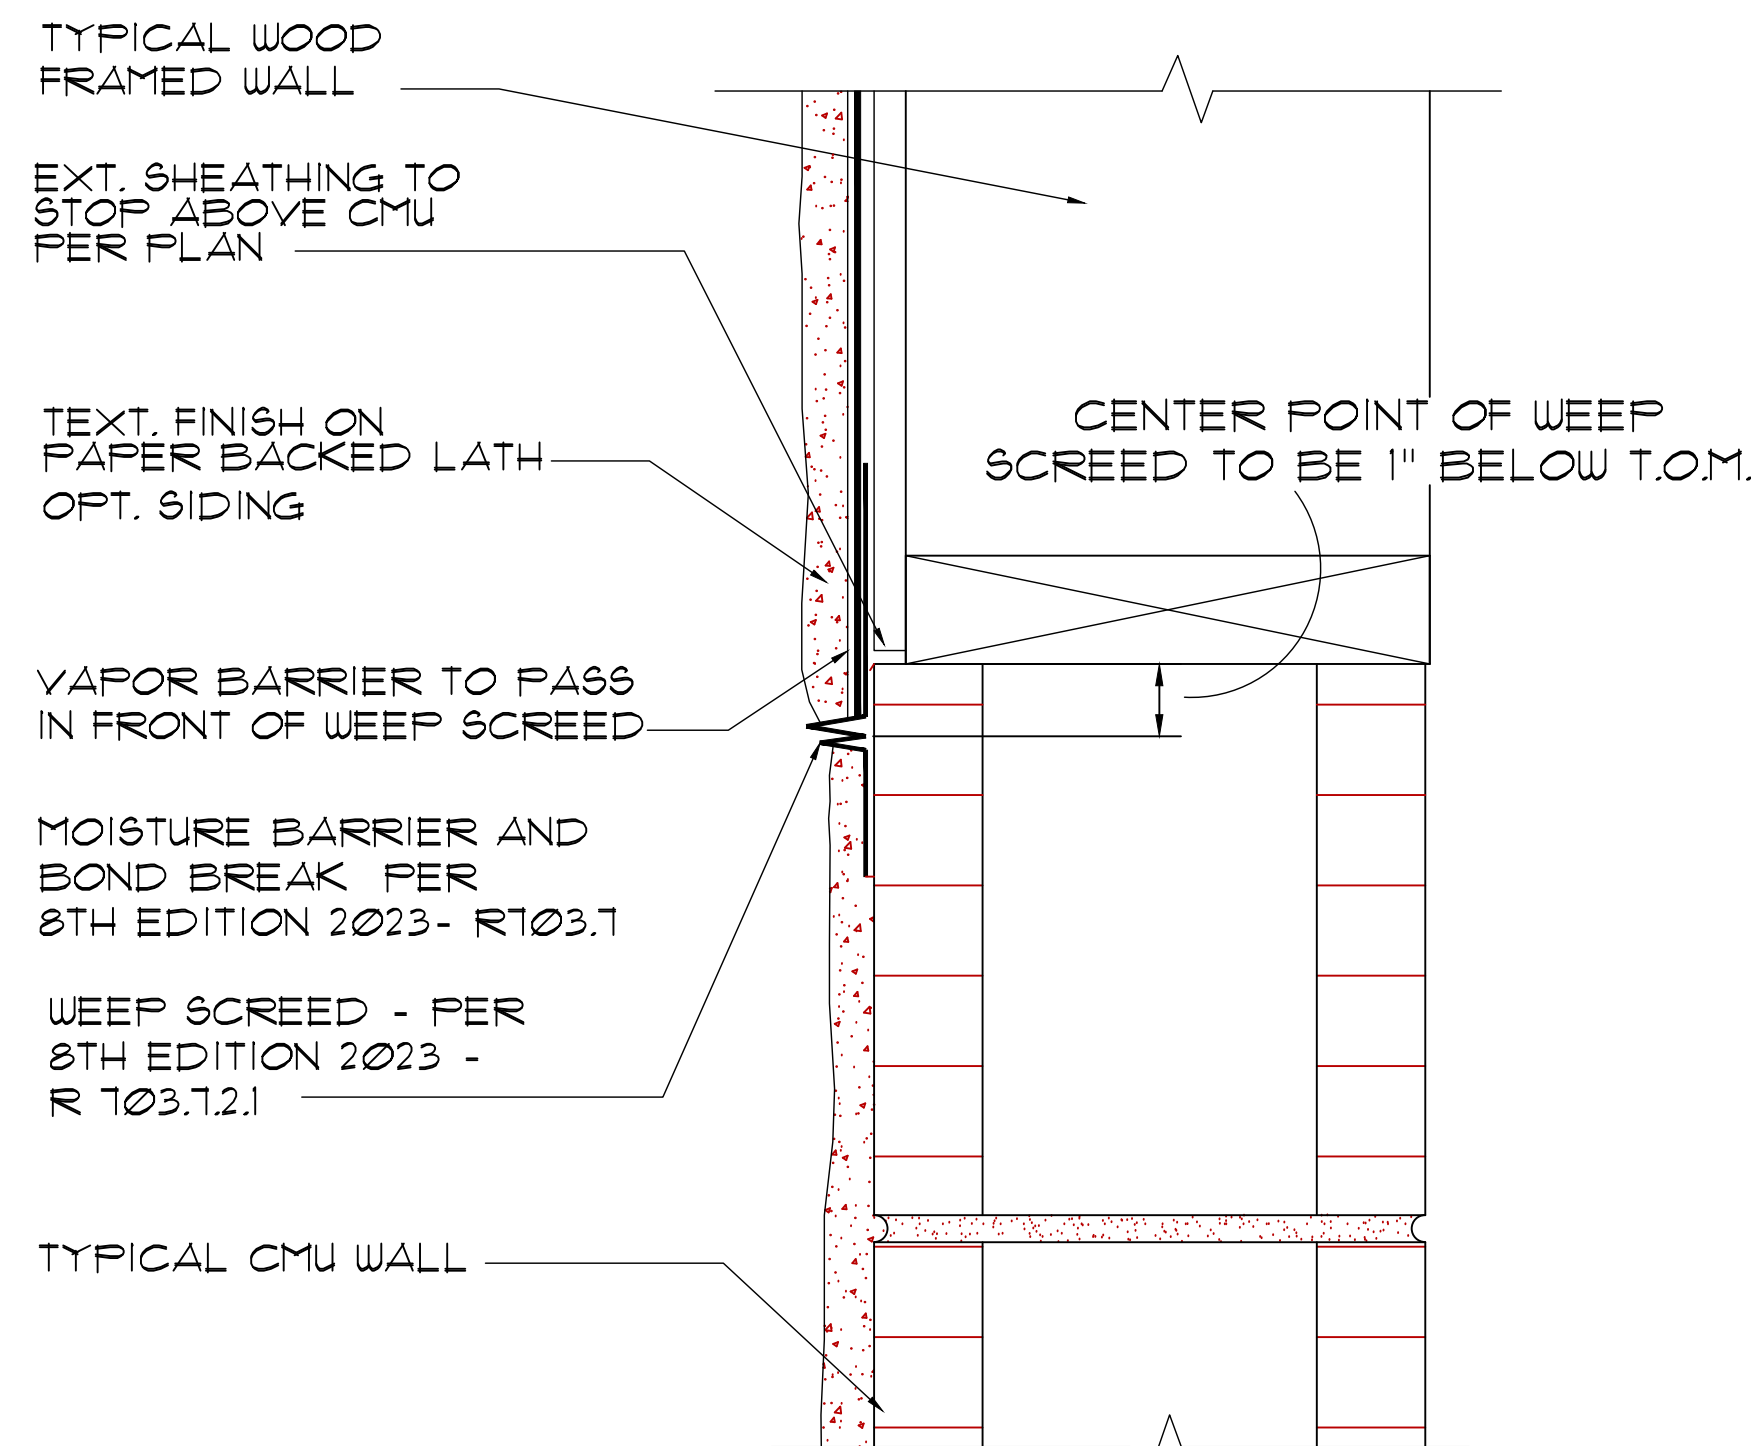 TYPICAL WOOD
FRAMED WALL
EXT. SHEATHING TO
STOP ABOVE CMU
PER PLAN
TEXT. FINISH ON
PAPER BACKED LATH
OPT. SIDING
CENTER POINT OF WEEP
SCREED TO BE 1" BELOW T.O.M.
VAPOR BARRIER TO PASS
IN FRONT OF WEEP SCREED
MOISTURE BARRIER AND
BOND BREAK PER
8TH EDITION 2023- R703.7
WEEP SCREED - PER
8TH EDITION 2023 -
R 703.7.2.1
TYPICAL CMU WALL